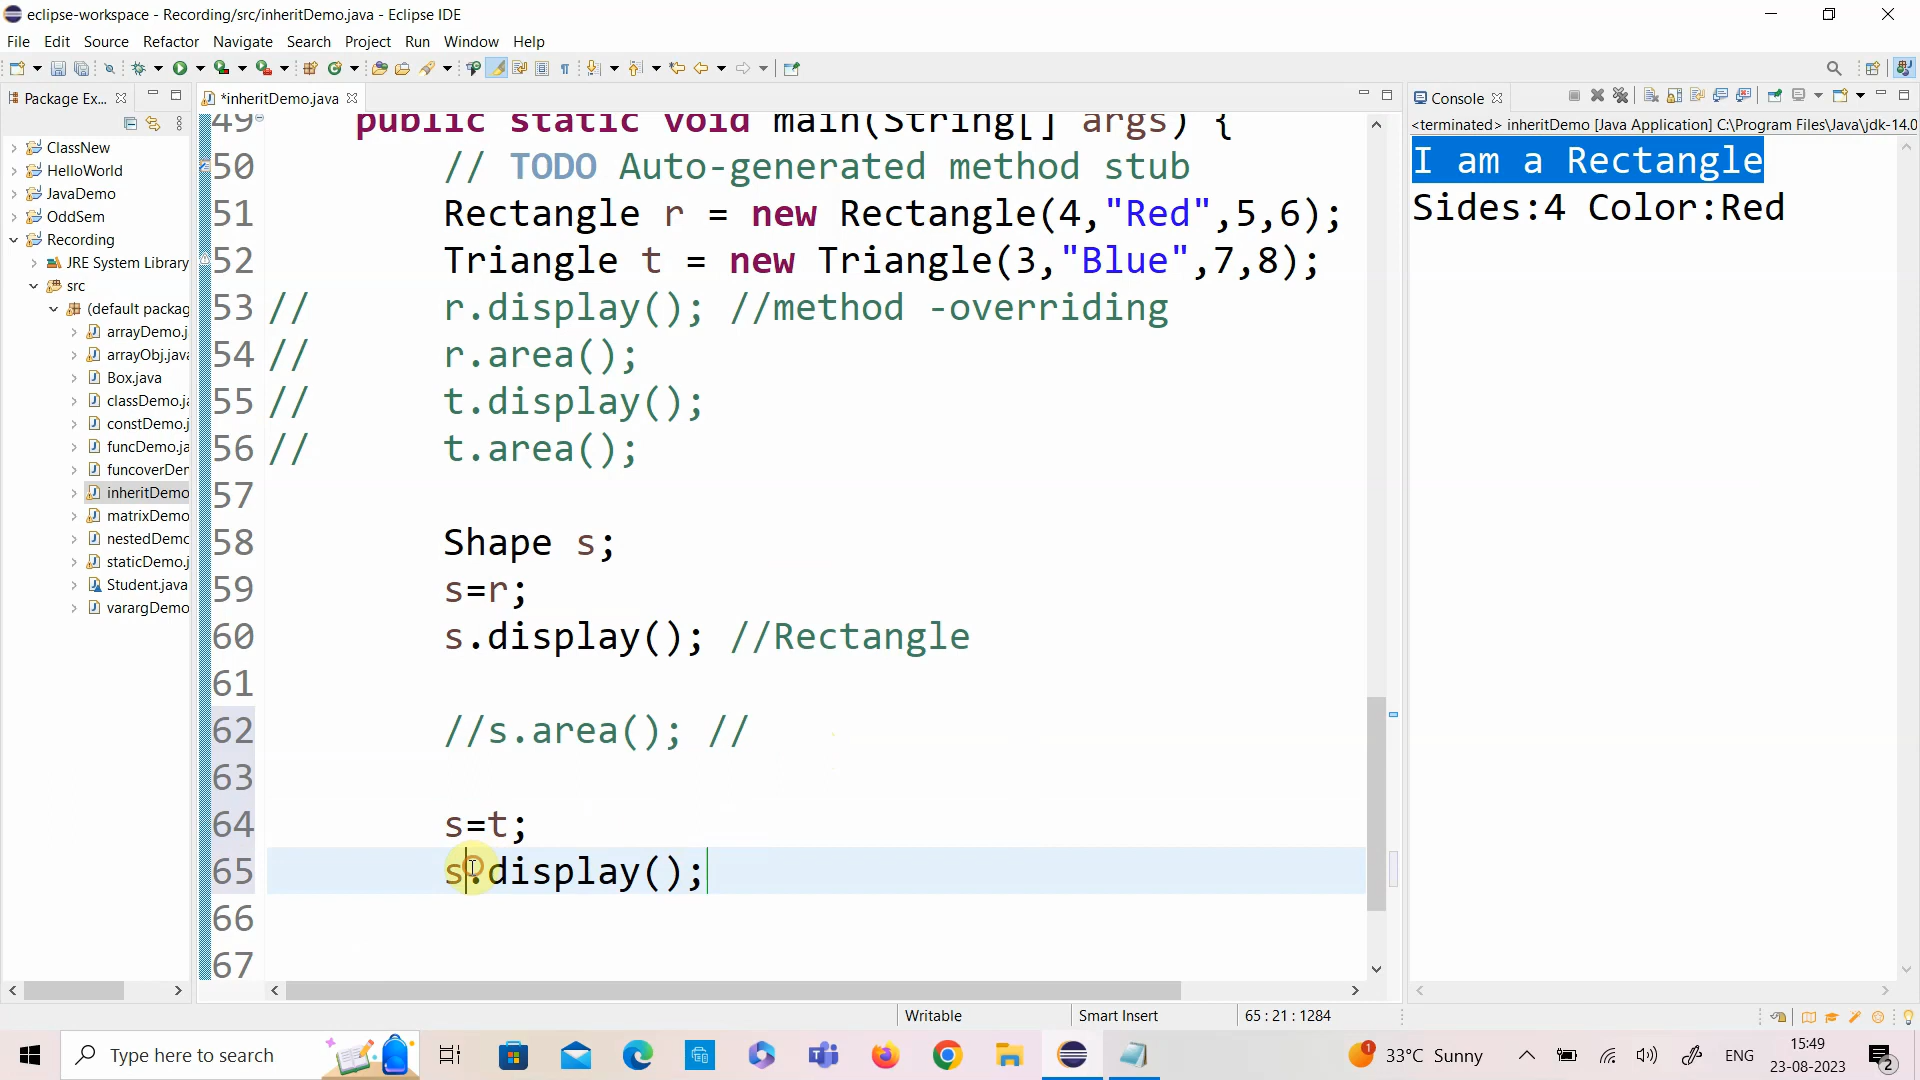 eclipse-workspace - Recording/src/inheritDemo.java - Eclipse IDE
File Edit Source Refactor Navigate Search Project Run Window Help
Package Ex...
*inheritDemo.java
Console
<terminated> inheritDemo [Java Application] C:\Program Files\Java\jdk-14.0
ClassNew
HelloWorld
JavaDemo
OddSem
Recording
JRE System Library
src
(default packag
arrayDemo.j
arrayObj.java
Box.java
classDemo.ja
constDemo.j
funcDemo.ja
funcoverDem
inheritDemo
matrixDemo
nestedDemo
staticDemo.j
Student.java
varargDemo
49 public static void main(String[] args) {
50 // TODO Auto-generated method stub
51 Rectangle r = new Rectangle(4,"Red",5,6);
52 Triangle t = new Triangle(3,"Blue",7,8);
53 // r.display(); //method -overriding
54 // r.area();
55 // t.display();
56 // t.area();
57
58 Shape s;
59 s=r;
60 s.display(); //Rectangle
61
62 //s.area(); //
63
64 s=t;
65 s.display();
66
67
I am a Rectangle
Sides:4 Color:Red
Writable Smart Insert 65 : 21 : 1284
Type here to search
1
33°C Sunny
ENG
15:49
23-08-2023
2